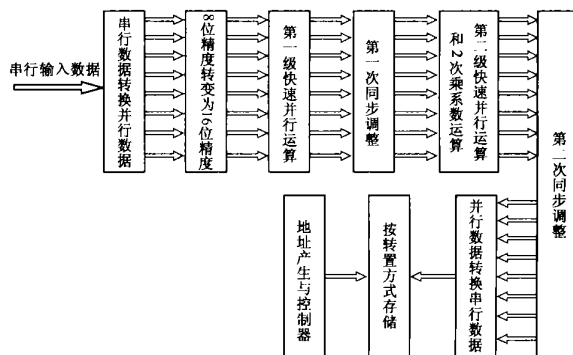 串行输入数据
串行数据转换并行数据
8位精度转变为16位精度
第一级快速并行运算
第一次同步调整
第二级快速并行运算
和2次乘系数运算
第二次同步调整
地址产生与控制器
按转置方式存储
并行数据转换串行数据